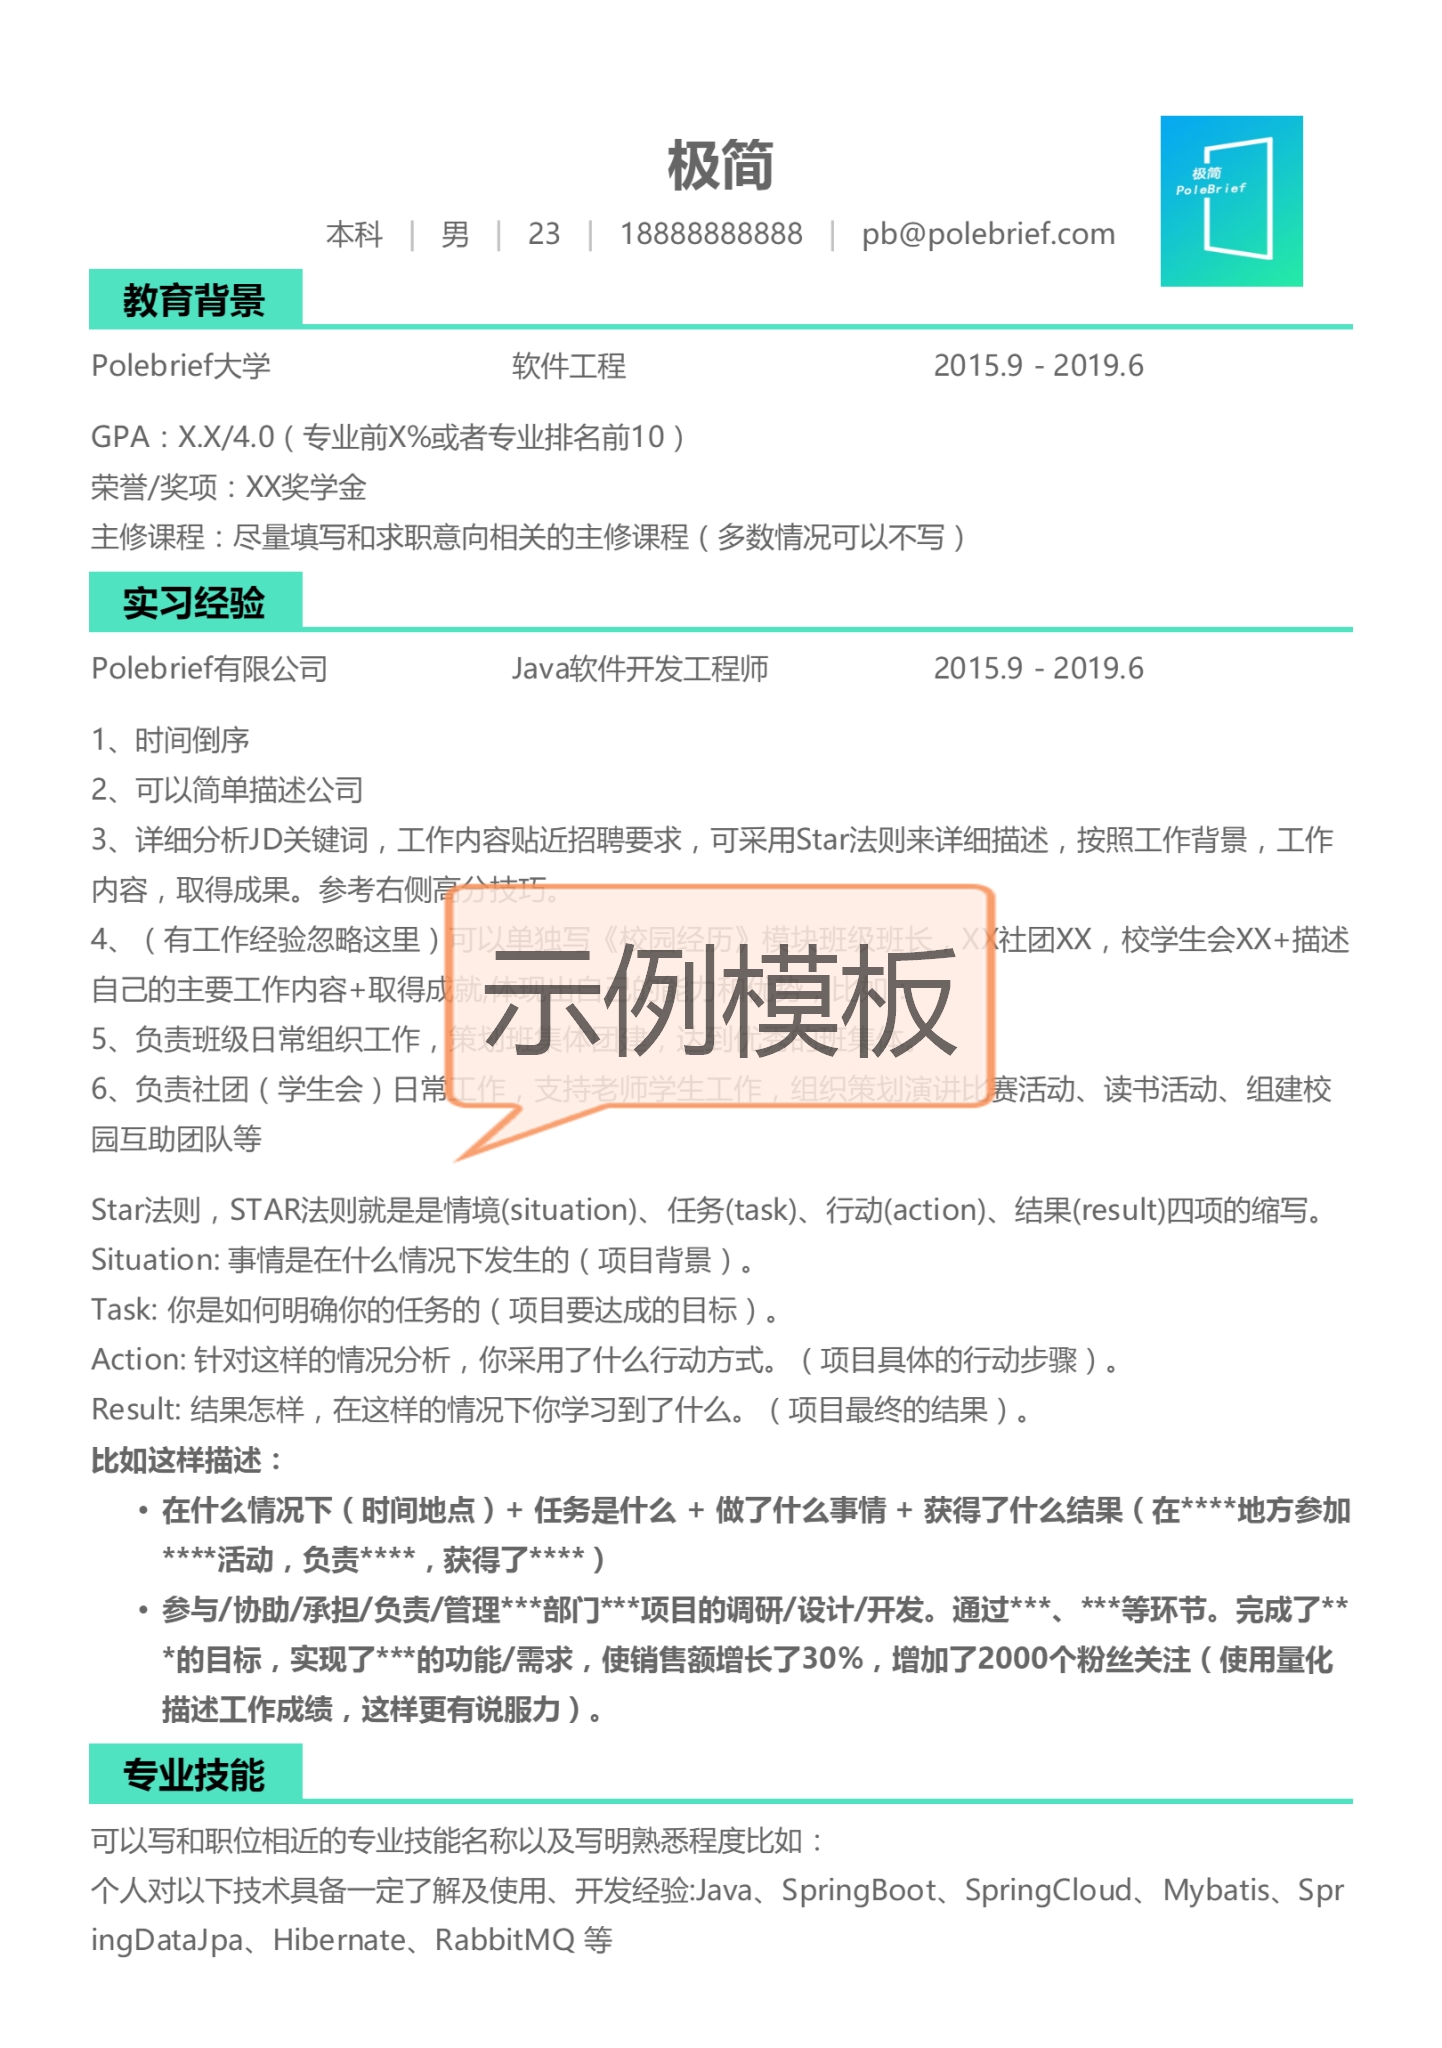 极简
本科 | 男 | 23 | 18888888888 | pb@polebrief.com
极简
PoleBrief
教育背景
Polebrief大学 软件工程 2015.9 - 2019.6
GPA：X.X/4.0（专业前X%或者专业排名前10）
荣誉/奖项：XX奖学金
主修课程：尽量填写和求职意向相关的主修课程（多数情况可以不写）
实习经验
Polebrief有限公司 Java软件开发工程师 2015.9 - 2019.6
1、时间倒序
2、可以简单描述公司
3、详细分析JD关键词，工作内容贴近招聘要求，可采用Star法则来详细描述，按照工作背景，工作
内容，取得成果。参考右侧高分技巧。
4、（有工作经验忽略这里）可以单独写《校园经历》模块班级班长，XX社团XX，校学生会XX+描述
自己的主要工作内容+取得成就,体现出自己的能力和
5、负责班级日常组织工作，策划班集体团建，达到优秀的班集体。
6、负责社团（学生会）日常工作，支持老师学生工作，组织策划演讲比赛活动、读书活动、组建校
园互助团队等
示例模板
Star法则，STAR法则就是是情境(situation)、任务(task)、行动(action)、结果(result)四项的缩写。
Situation: 事情是在什么情况下发生的（项目背景）。
Task: 你是如何明确你的任务的（项目要达成的目标）。
Action: 针对这样的情况分析，你采用了什么行动方式。（项目具体的行动步骤）。
Result: 结果怎样，在这样的情况下你学习到了什么。（项目最终的结果）。
比如这样描述：
• 在什么情况下（时间地点）+ 任务是什么 + 做了什么事情 + 获得了什么结果（在****地方参加
****活动，负责****，获得了****）
• 参与/协助/承担/负责/管理***部门***项目的调研/设计/开发。通过***、***等环节。完成了**
*的目标，实现了***的功能/需求，使销售额增长了30%，增加了2000个粉丝关注（使用量化
描述工作成绩，这样更有说服力）。
专业技能
可以写和职位相近的专业技能名称以及写明熟悉程度比如：
个人对以下技术具备一定了解及使用、开发经验:Java、SpringBoot、SpringCloud、Mybatis、Spr
ingDataJpa、Hibernate、RabbitMQ 等